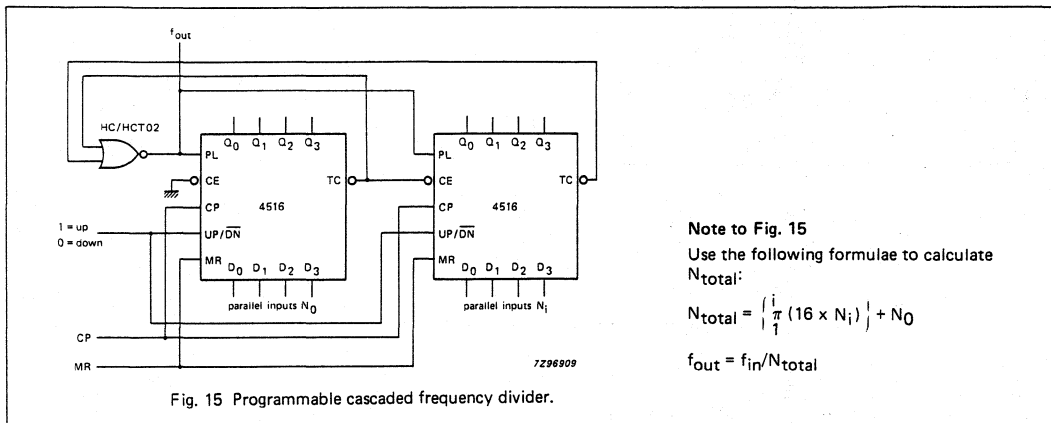 fout
HC/HCT02
Q0 Q1 Q2 Q3
PL
CE
TC
CP
4516
UP/DN
MR
D0 D1 D2 D3
parallel inputs N0
Q0 Q1 Q2 Q3
PL
CE
TC
CP
4516
UP/DN
MR
D0 D1 D2 D3
parallel inputs Ni
1 = up
0 = down
CP
MR
7Z96909
Fig. 15 Programmable cascaded frequency divider.
Note to Fig. 15
Use the following formulae to calculate
Ntotal:
Ntotal = { i π 1 (16 x Ni) } + N0
fout = fin/Ntotal